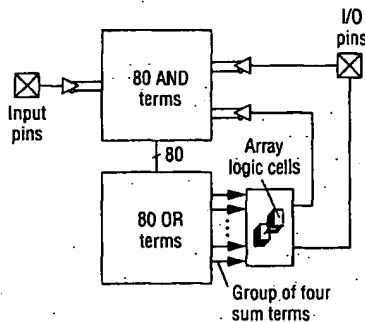 I/O
pins
80 AND
terms
Input
pins
80
Array
logic cells
80 OR
terms
Group of four
sum terms